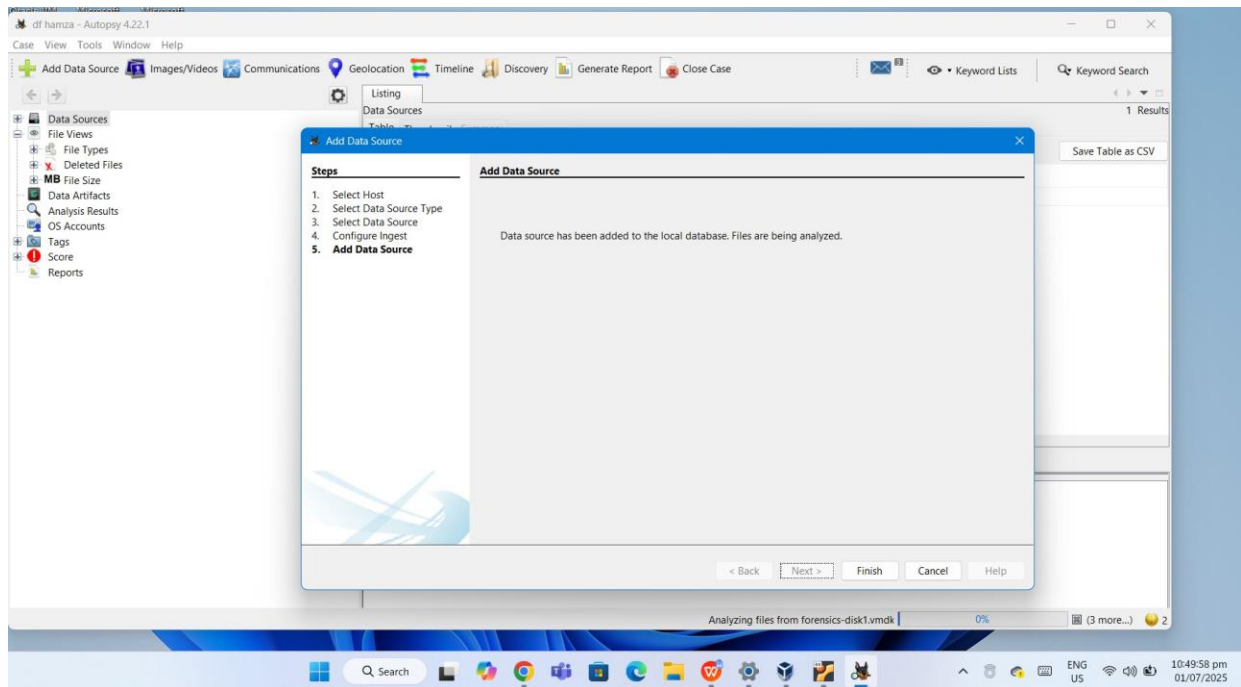 df hamza - Autopsy 4.22.1
Case View Tools Window Help
Add Data Source Images/Videos Communications Geolocation Timeline Discovery Generate Report Close Case 3 Keyword Lists Keyword Search
Listing
Data Sources
1 Results
Table
Save Table as CSV
Data Sources
File Views
File Types
Deleted Files
MB File Size
Data Artifacts
Analysis Results
OS Accounts
Tags
Score
Reports
Add Data Source
Steps
1. Select Host
2. Select Data Source Type
3. Select Data Source
4. Configure Ingest
5. Add Data Source
Add Data Source
Data source has been added to the local database. Files are being analyzed.
< Back Next > Finish Cancel Help
Analyzing files from forensics-disk1.vmdk 0% (3 more...) 2
Search
ENG
US
10:49:58 pm
01/07/2025